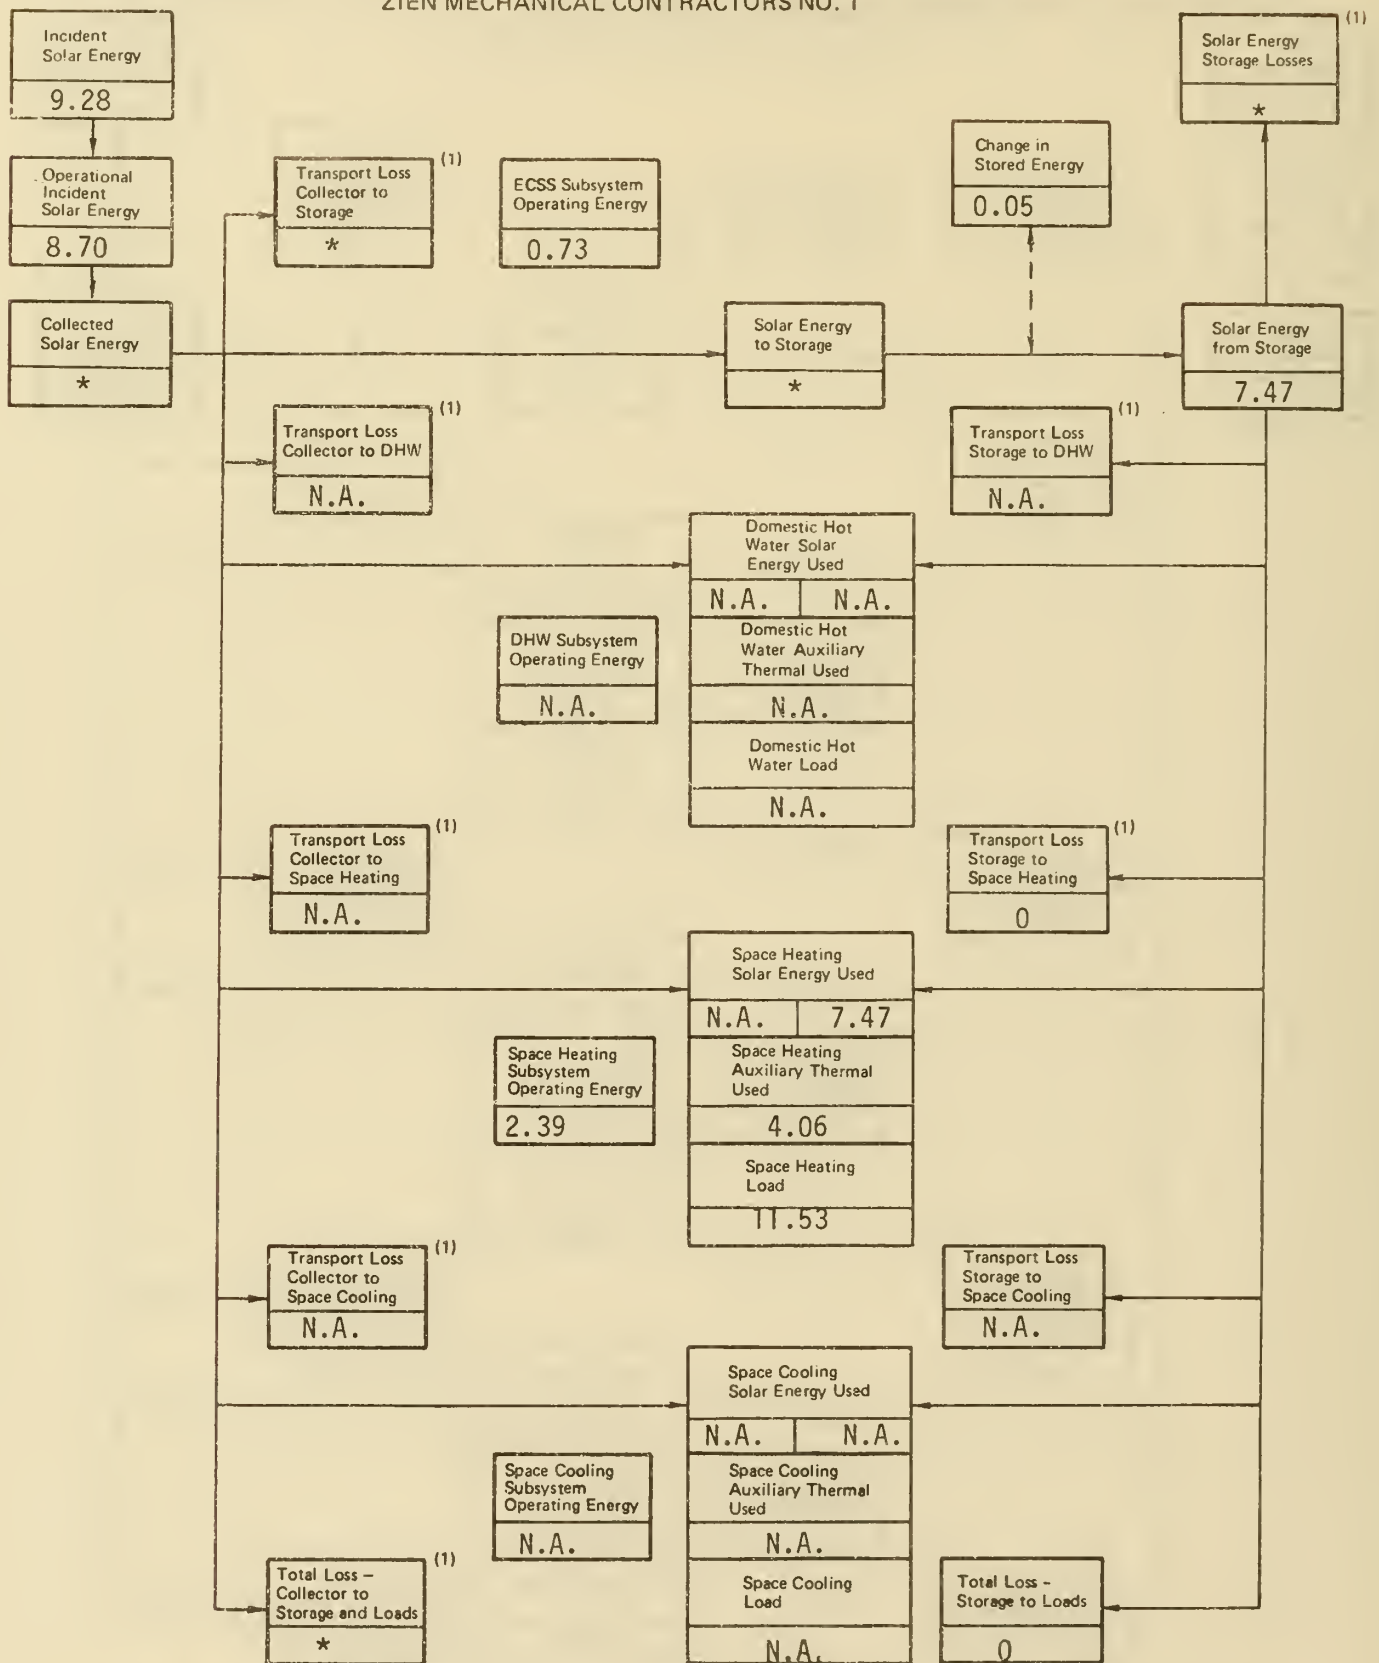 ZIEN MECHANICAL CONTRACTORS NO. 1
Incident
Solar Energy
9.28
(1)
Solar Energy
Storage Losses
*
Operational
Incident
Solar Energy
8.70
(1)
Transport Loss
Collector to
Storage
*
ECSS Subsystem
Operating Energy
0.73
Change in
Stored Energy
0.05
Collected
Solar Energy
*
Solar Energy
to Storage
*
Solar Energy
from Storage
7.47
(1)
Transport Loss
Collector to DHW
N.A.
(1)
Transport Loss
Storage to DHW
N.A.
Domestic Hot
Water Solar
Energy Used
N.A. N.A.
DHW Subsystem
Operating Energy
N.A.
Domestic Hot
Water Auxiliary
Thermal Used
N.A.
Domestic Hot
Water Load
N.A.
(1)
Transport Loss
Collector to
Space Heating
N.A.
(1)
Transport Loss
Storage to
Space Heating
0
Space Heating
Solar Energy Used
N.A. 7.47
Space Heating
Subsystem
Operating Energy
2.39
Space Heating
Auxiliary Thermal
Used
4.06
Space Heating
Load
11.53
(1)
Transport Loss
Collector to
Space Cooling
N.A.
Transport Loss
Storage to
Space Cooling
N.A.
Space Cooling
Solar Energy Used
N.A. N.A.
Space Cooling
Subsystem
Operating Energy
N.A.
Space Cooling
Auxiliary Thermal
Used
N.A.
Space Cooling
Load
N.A.
(1)
Total Loss –
Collector to
Storage and Loads
*
Total Loss -
Storage to Loads
0